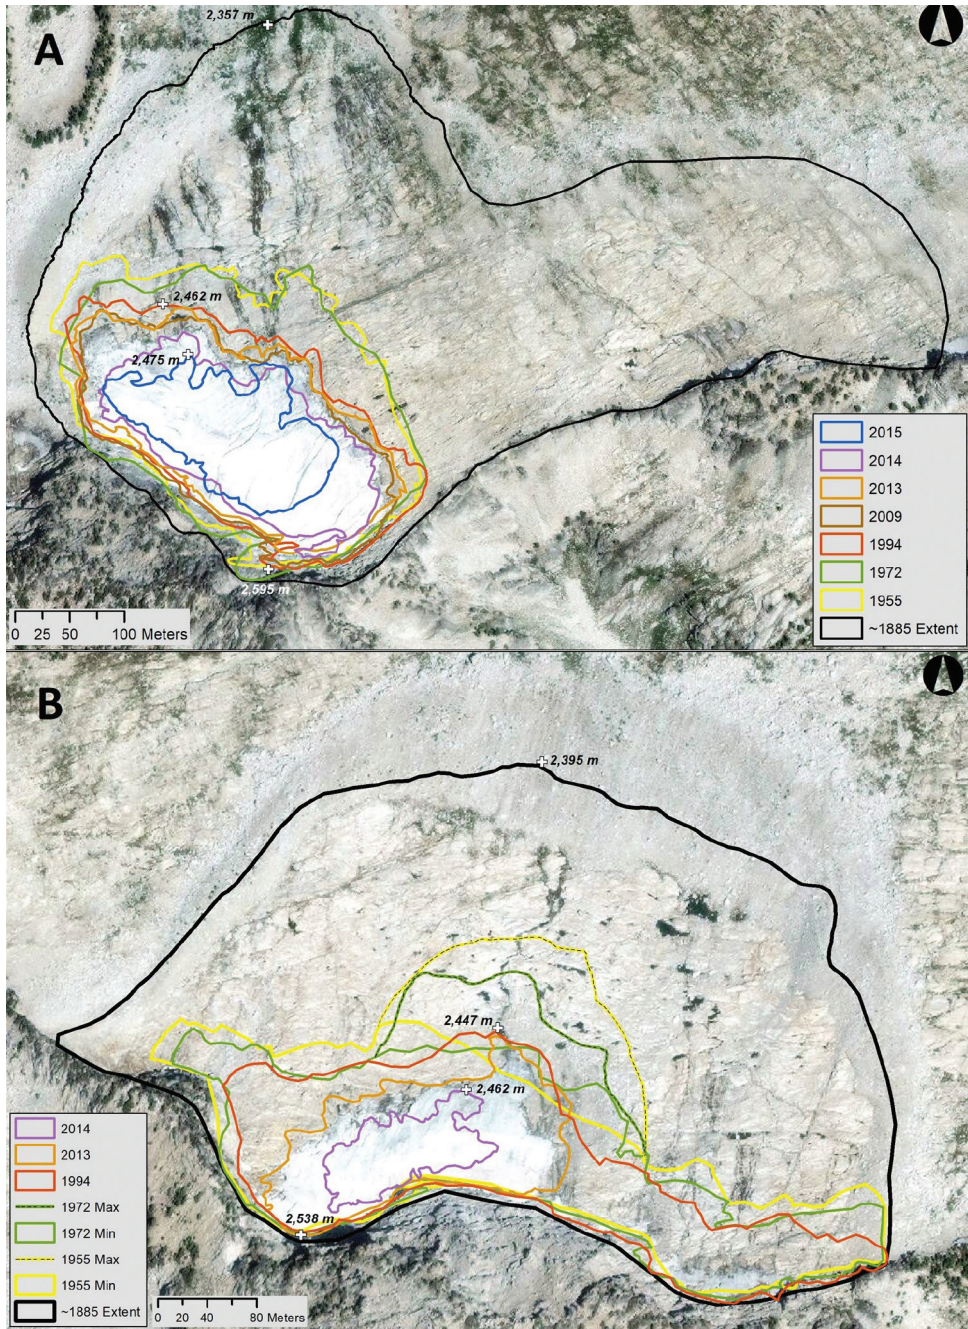 A
2,357 m
2,462 m
2,475 m
2,595 m
0 25 50 100 Meters
2015
2014
2013
2009
1994
1972
1955
~1885 Extent
B
2,395 m
2,447 m
2,462 m
2,538 m
2014
2013
1994
1972 Max
1972 Min
1955 Max
1955 Min
~1885 Extent
0 20 40 80 Meters